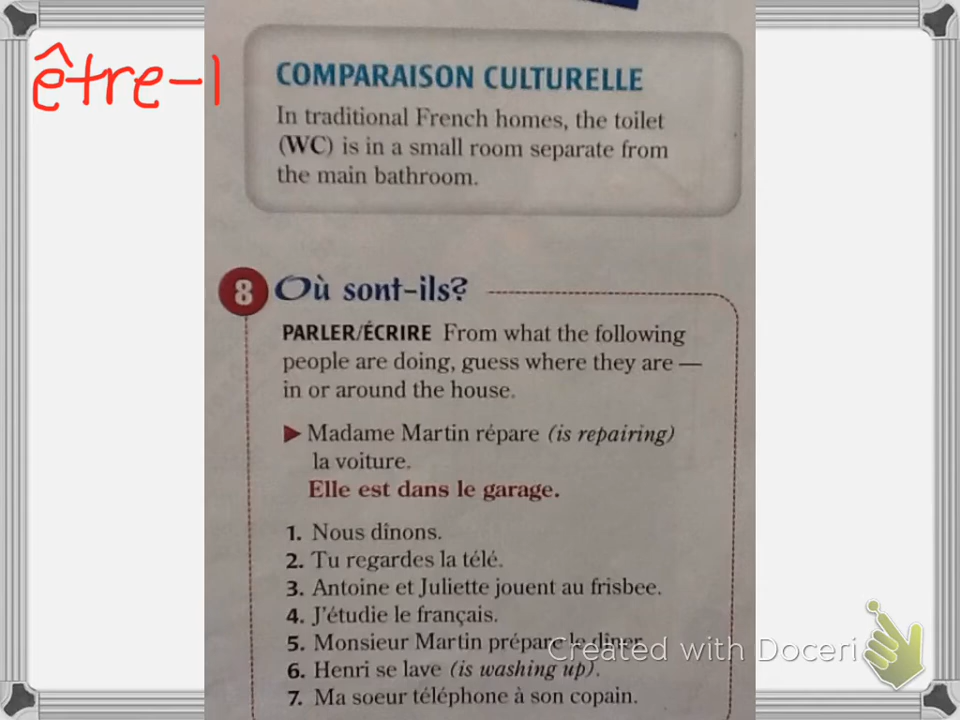 être-1
COMPARAISON CULTURELLE
In traditional French homes, the toilet
(WC) is in a small room separate from
the main bathroom.
8 Où sont-ils?
PARLER/ÉCRIRE From what the following
people are doing, guess where they are —
in or around the house.
▶ Madame Martin répare (is repairing)
la voiture.
Elle est dans le garage.
1. Nous dînons.
2. Tu regardes la télé.
3. Antoine et Juliette jouent au frisbee.
4. J'étudie le français.
5. Monsieur Martin prépare le dîner.
Created with Doceri
6. Henri se lave (is washing up).
7. Ma soeur téléphone à son copain.